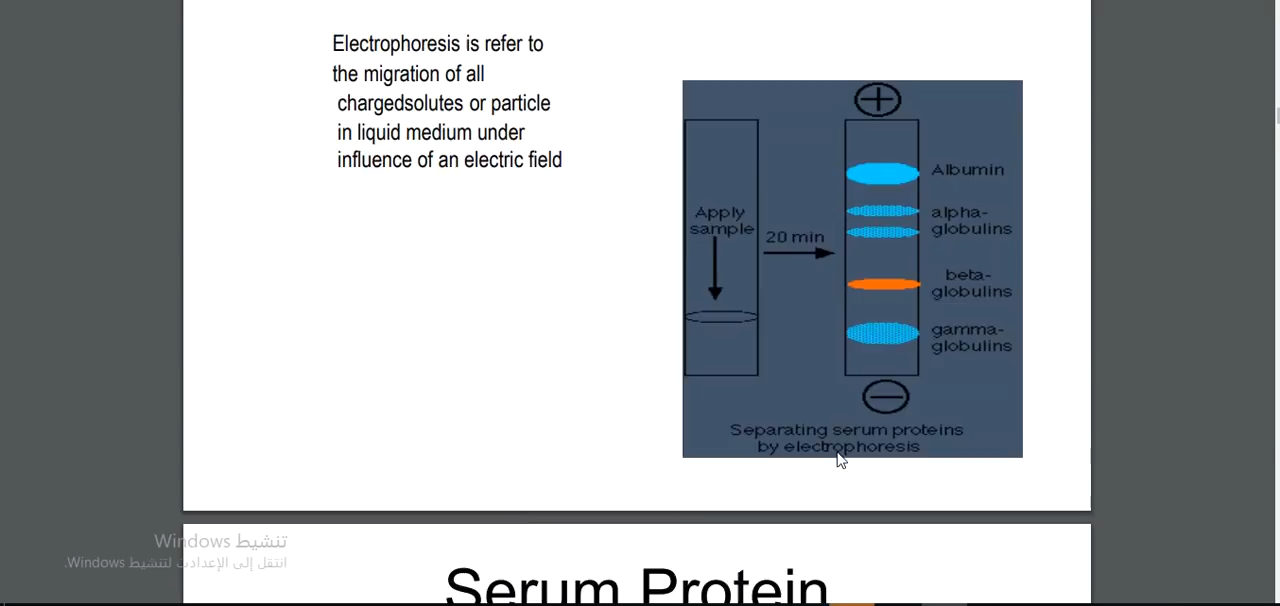 Electrophoresis is refer to
the migration of all
chargedsolutes or particle
in liquid medium under
influence of an electric field
Apply
sample
20 min
+
Albumin
alpha-
globulins
beta-
globulins
gamma-
globulins
−
Separating serum proteins
by electrophoresis
تنشيط Windows
انتقل إلى الإعدادات لتنشيط Windows.
Serum Protein